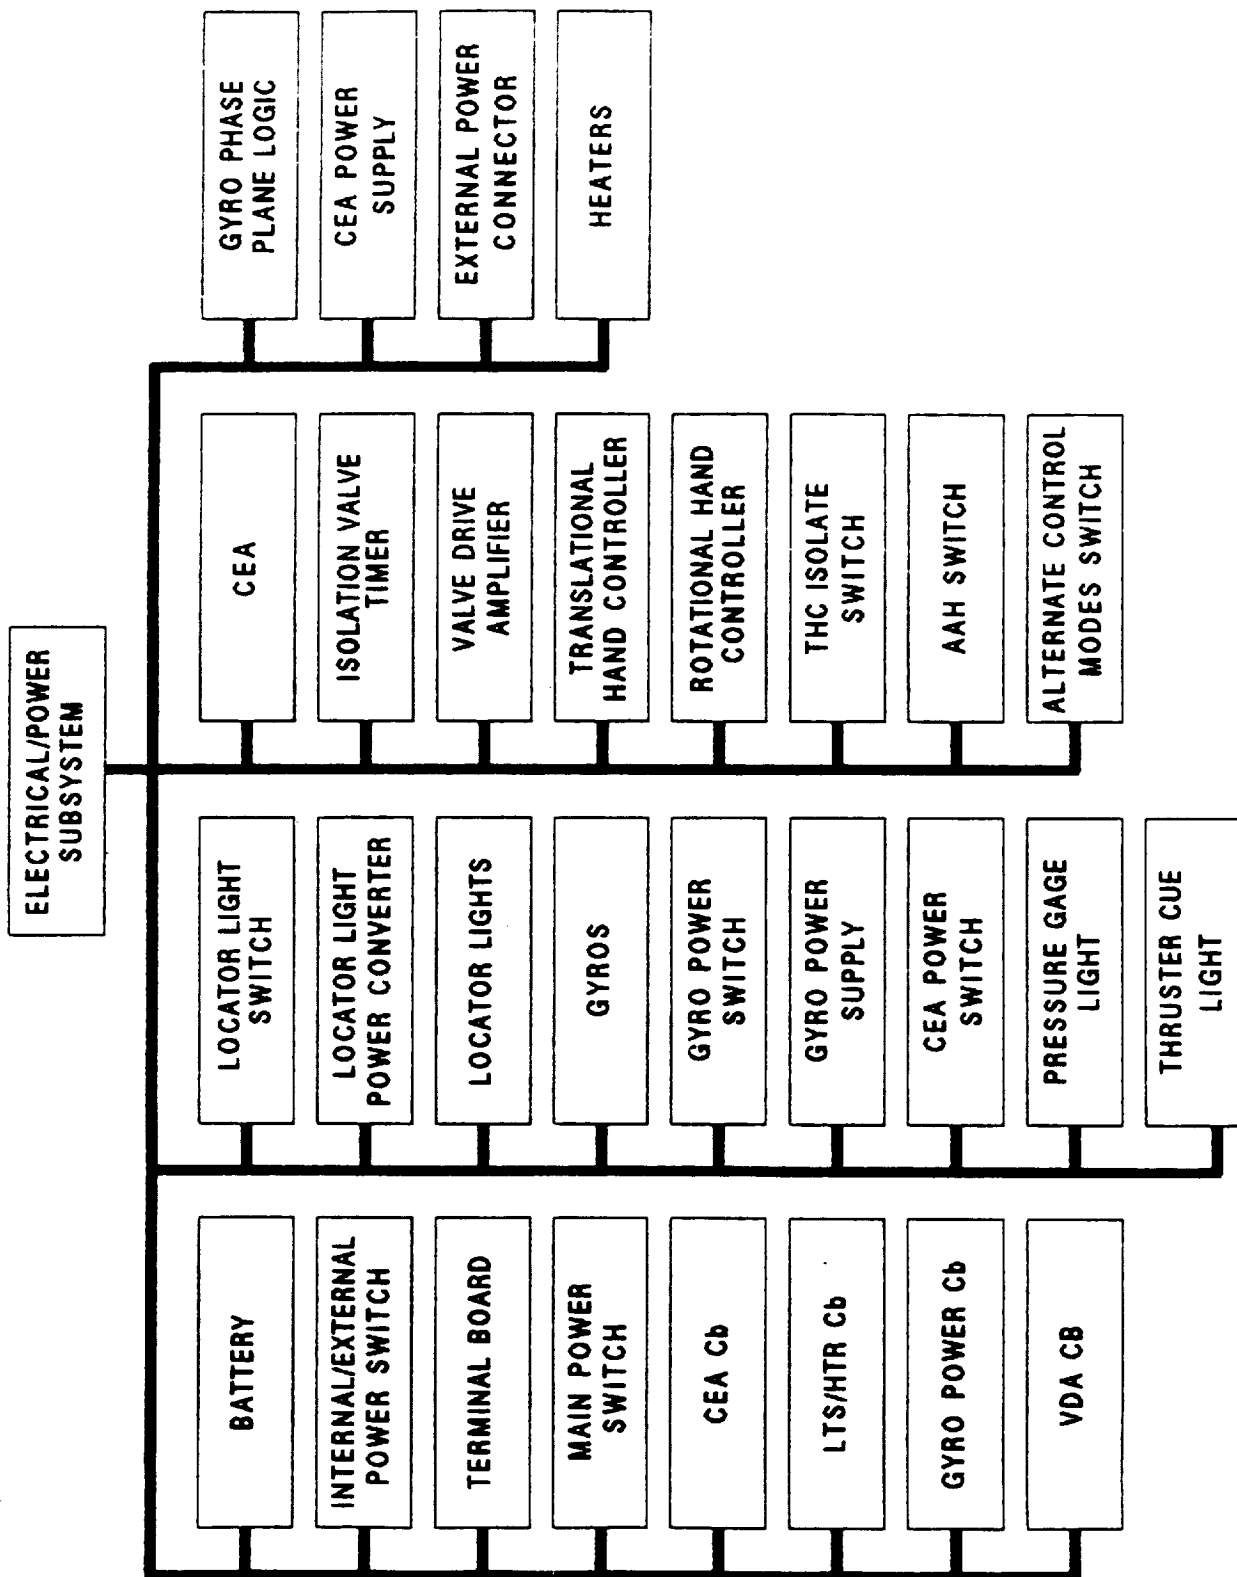 ELECTRICAL/POWER
SUBSYSTEM
BATTERY
INTERNAL/EXTERNAL
POWER SWITCH
TERMINAL BOARD
MAIN POWER
SWITCH
CEA Cb
LTS/HTR Cb
GYRO POWER Cb
VDA CB
LOCATOR LIGHT
SWITCH
LOCATOR LIGHT
POWER CONVERTER
LOCATOR LIGHTS
GYROS
GYRO POWER
SWITCH
GYRO POWER
SUPPLY
CEA POWER
SWITCH
PRESSURE GAGE
LIGHT
THRUSTER CUE
LIGHT
CEA
ISOLATION VALVE
TIMER
VALVE DRIVE
AMPLIFIER
TRANSLATIONAL
HAND CONTROLLER
ROTATIONAL HAND
CONTROLLER
THC ISOLATE
SWITCH
AAH SWITCH
ALTERNATE CONTROL
MODES SWITCH
GYRO PHASE
PLANE LOGIC
CEA POWER
SUPPLY
EXTERNAL POWER
CONNECTOR
HEATERS